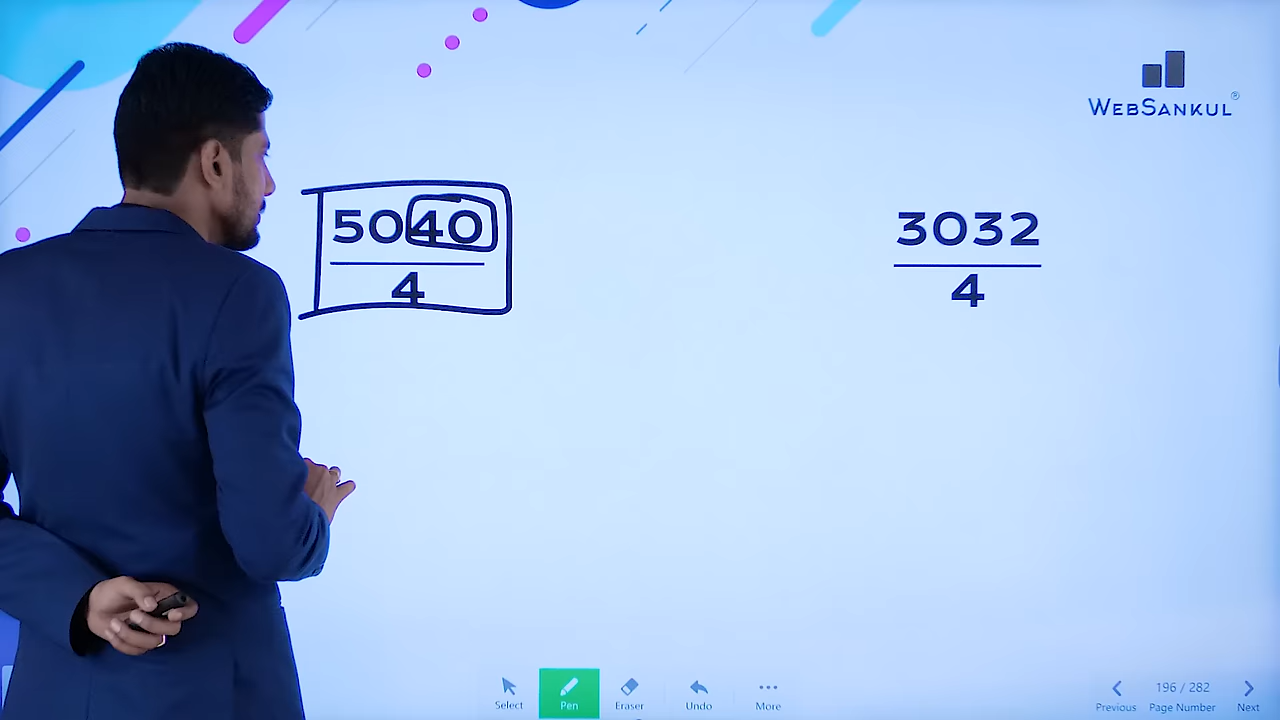 WEBSANKUL®
5040
4
3032
4
Select
Pen
Eraser
Undo
More
Previous
196 / 282
Page Number
Next